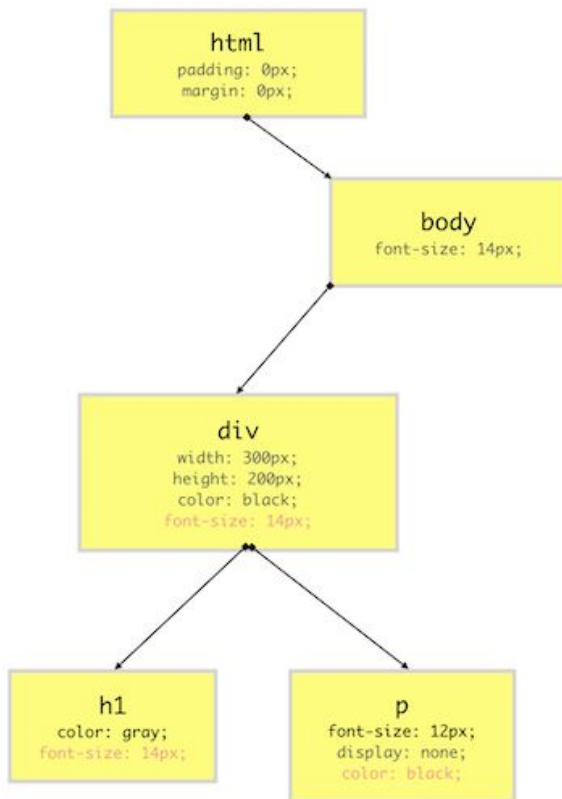 html
padding: 0px;
margin: 0px;
body
font-size: 14px;
div
width: 300px;
height: 200px;
color: black;
font-size: 14px;
h1
color: gray;
font-size: 14px;
p
font-size: 12px;
display: none;
color: black;